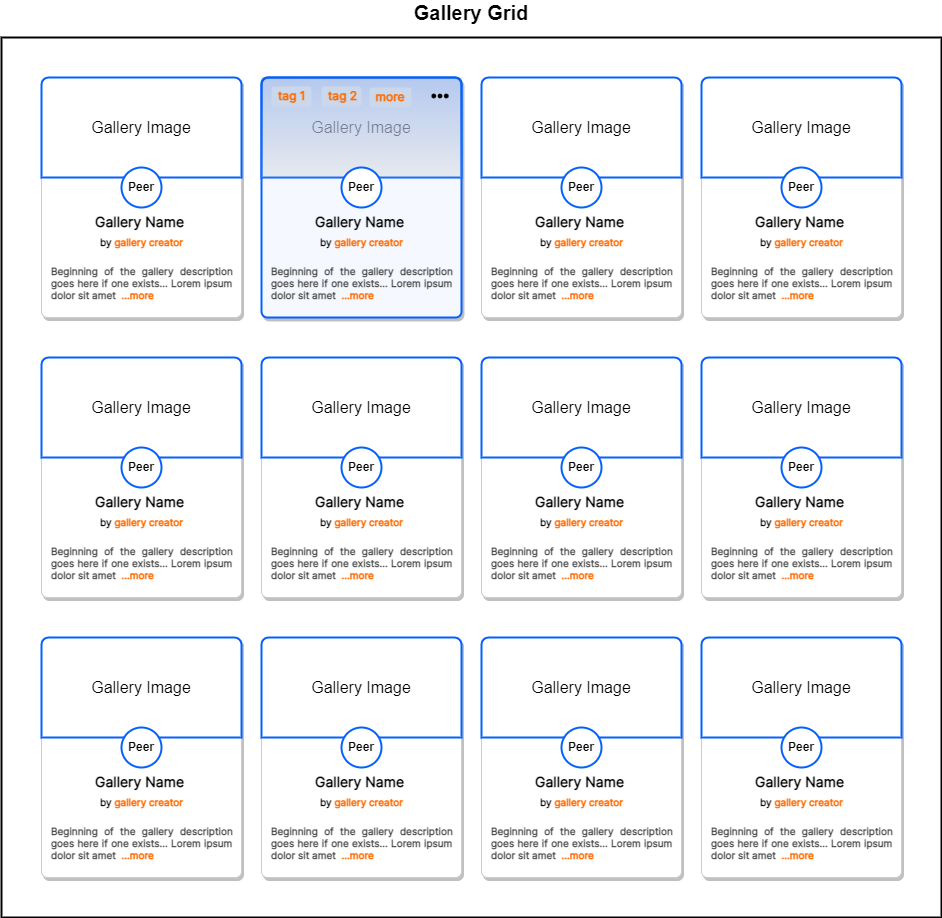 Gallery Grid
Gallery Image
tag 1 tag 2 more •••
Gallery Image
Gallery Image
Gallery Image
Peer
Peer
Peer
Peer
Gallery Name
Gallery Name
Gallery Name
Gallery Name
by gallery creator
by gallery creator
by gallery creator
by gallery creator
Beginning of the gallery description
goes here if one exists... Lorem ipsum
dolor sit amet ...more
Beginning of the gallery description
goes here if one exists... Lorem ipsum
dolor sit amet ...more
Beginning of the gallery description
goes here if one exists... Lorem ipsum
dolor sit amet ...more
Beginning of the gallery description
goes here if one exists... Lorem ipsum
dolor sit amet ...more
Gallery Image
Gallery Image
Gallery Image
Gallery Image
Peer
Peer
Peer
Peer
Gallery Name
Gallery Name
Gallery Name
Gallery Name
by gallery creator
by gallery creator
by gallery creator
by gallery creator
Beginning of the gallery description
goes here if one exists... Lorem ipsum
dolor sit amet ...more
Beginning of the gallery description
goes here if one exists... Lorem ipsum
dolor sit amet ...more
Beginning of the gallery description
goes here if one exists... Lorem ipsum
dolor sit amet ...more
Beginning of the gallery description
goes here if one exists... Lorem ipsum
dolor sit amet ...more
Gallery Image
Gallery Image
Gallery Image
Gallery Image
Peer
Peer
Peer
Peer
Gallery Name
Gallery Name
Gallery Name
Gallery Name
by gallery creator
by gallery creator
by gallery creator
by gallery creator
Beginning of the gallery description
goes here if one exists... Lorem ipsum
dolor sit amet ...more
Beginning of the gallery description
goes here if one exists... Lorem ipsum
dolor sit amet ...more
Beginning of the gallery description
goes here if one exists... Lorem ipsum
dolor sit amet ...more
Beginning of the gallery description
goes here if one exists... Lorem ipsum
dolor sit amet ...more